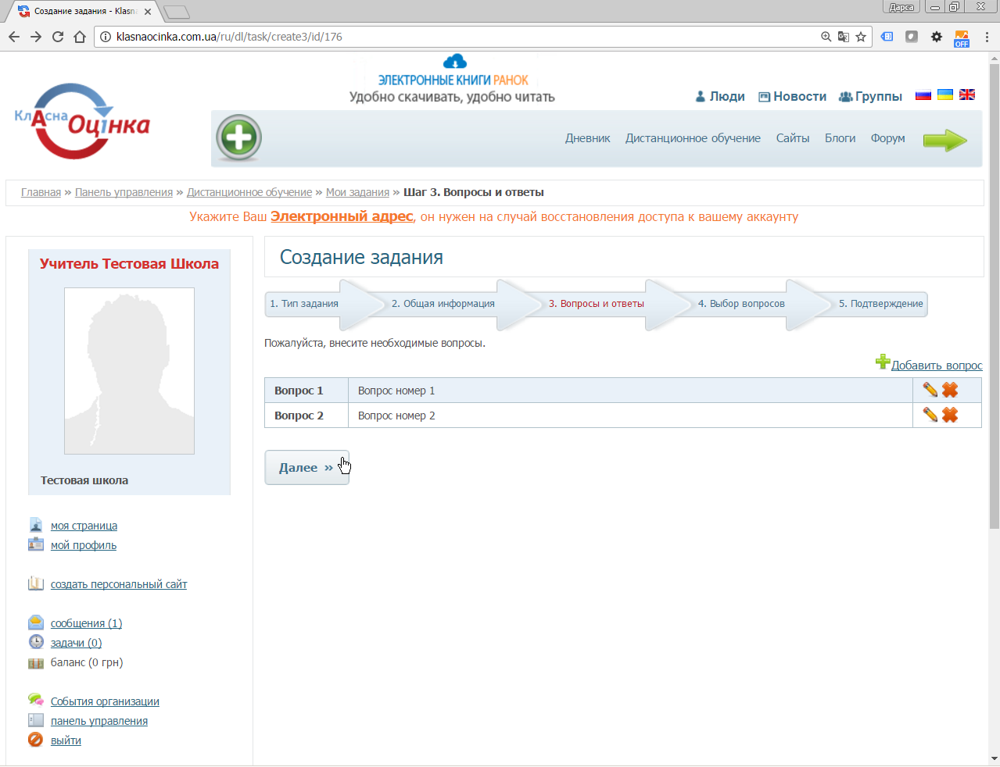 Дарса
Создание задания - Klasn
klasnaocinka.com.ua/ru/dl/task/create3/id/176
OFF
ЭЛЕКТРОННЫЕ КНИГИ РАНОК
Удобно скачивать, удобно читать
КлАсна Оцінка
Люди Новости Группы
Дневник Дистанционное обучение Сайты Блоги Форум
Главная » Панель управления » Дистанционное обучение » Мои задания » Шаг 3. Вопросы и ответы
Укажите Ваш Электронный адрес, он нужен на случай восстановления доступа к вашему аккаунту
Учитель Тестовая Школа
Тестовая школа
моя страница
мой профиль
создать персональный сайт
сообщения (1)
задачи (0)
баланс (0 грн)
События организации
панель управления
выйти
Создание задания
1. Тип задания 2. Общая информация 3. Вопросы и ответы 4. Выбор вопросов 5. Подтверждение
Пожалуйста, внесите необходимые вопросы.
Добавить вопрос
Вопрос 1 Вопрос номер 1
Вопрос 2 Вопрос номер 2
Далее »